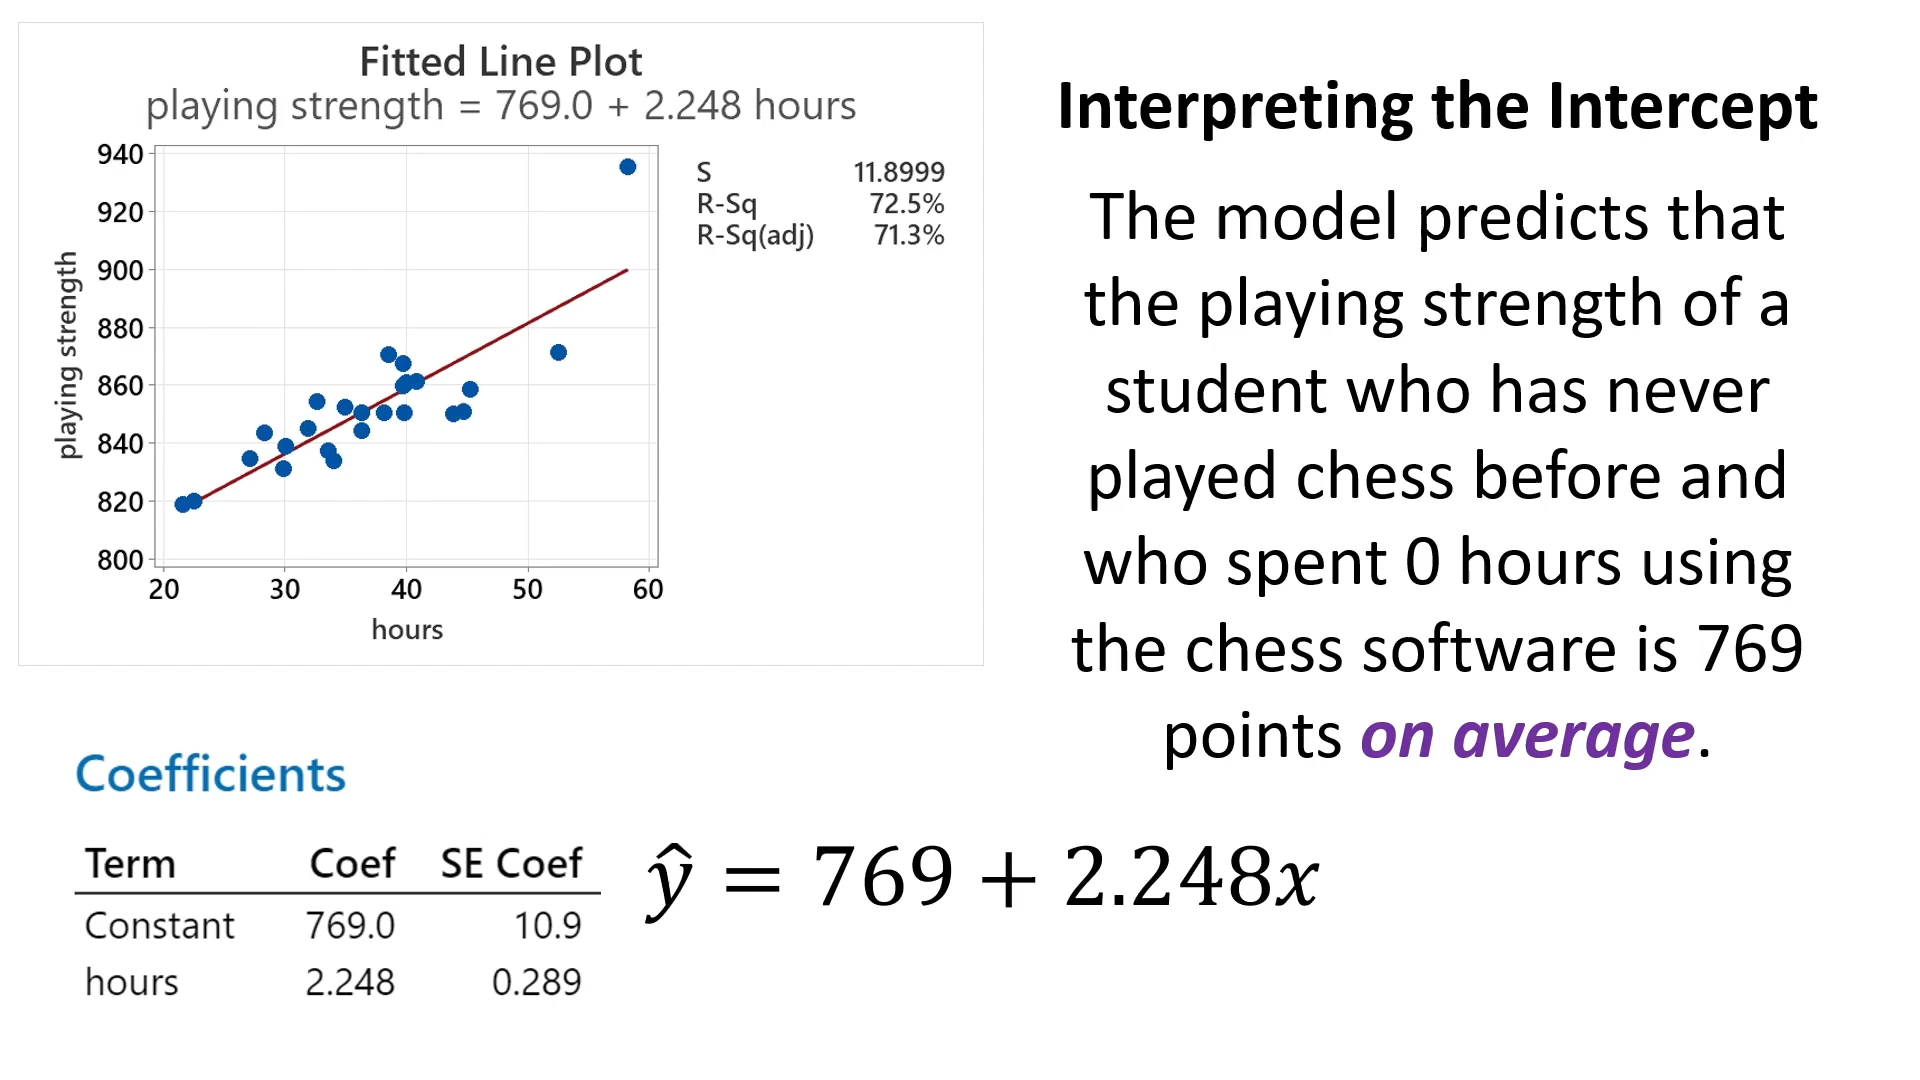 Fitted Line Plot
playing strength = 769.0 + 2.248 hours
940
920
900
880
860
840
820
800
playing strength
20 30 40 50 60
hours
S 11.8999
R-Sq 72.5%
R-Sq(adj) 71.3%
Interpreting the Intercept
The model predicts that
the playing strength of a
student who has never
played chess before and
who spent 0 hours using
the chess software is 769
points on average.
Coefficients
Term Coef SE Coef
Constant 769.0 10.9
hours 2.248 0.289
ŷ = 769 + 2.248x